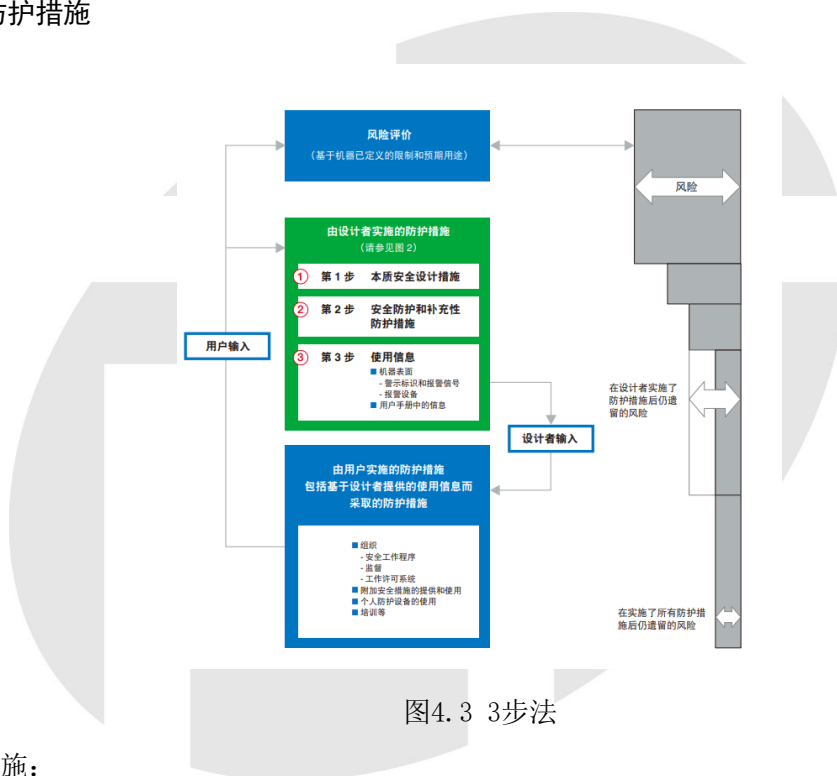 防护措施
风险评价
（基于机器已定义的限制和预期用途）
风险
由设计者实施的防护措施
（请参见图 2）
① 第 1 步 本质安全设计措施
② 第 2 步 安全防护和补充性
防护措施
③ 第 3 步 使用信息
■ 机器表面
- 警示标识和报警信号
- 报警设备
■ 用户手册中的信息
用户输入
在设计者实施了
防护措施后仍遗
留的风险
设计者输入
由用户实施的防护措施
包括基于设计者提供的使用信息而
采取的防护措施
■ 组织
- 安全工作程序
- 监督
- 工作许可系统
■ 附加安全措施的提供和使用
■ 个人防护设备的使用
■ 培训等
在实施了所有防护措
施后仍遗留的风险
图4.3 3步法
施：